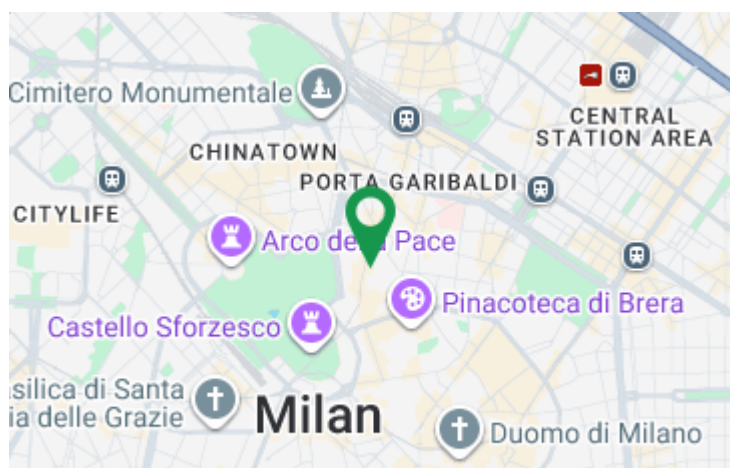 Cimitero Monumentale
CENTRAL
STATION AREA
CHINATOWN
PORTA GARIBALDI
CITYLIFE
Arco della Pace
Pinacoteca di Brera
Castello Sforzesco
asilica di Santa
ia delle Grazie
Milan
Duomo di Milano